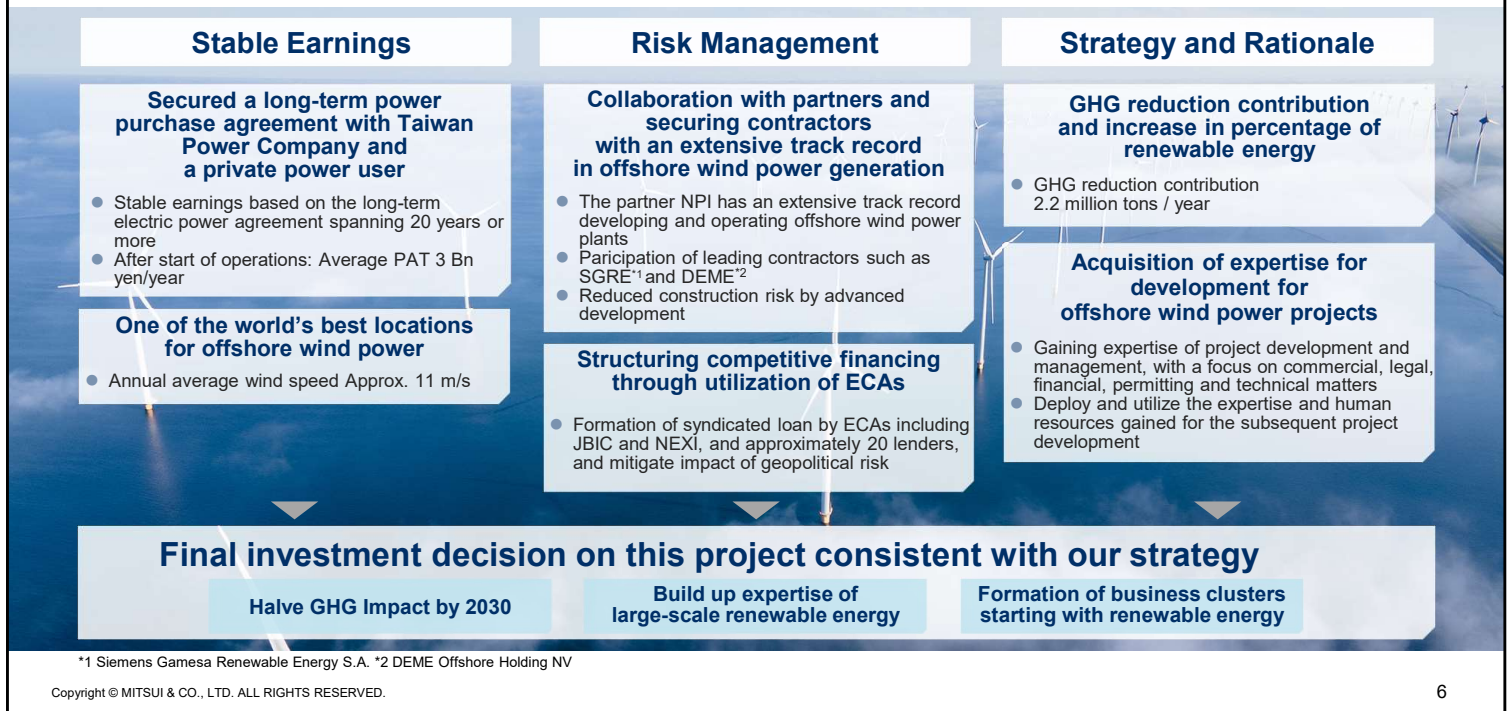 Stable Earnings
Secured a long-term power
purchase agreement with Taiwan
Power Company and
a private power user
● Stable earnings based on the long-term
electric power agreement spanning 20 years or
more
● After start of operations: Average PAT 3 Bn
yen/year
One of the world's best locations
for offshore wind power
● Annual average wind speed Approx. 11 m/s
Risk Management
Collaboration with partners and
securing contractors
with an extensive track record
in offshore wind power generation
● The partner NPI has an extensive track record
developing and operating offshore wind power
plants
● Paricipation of leading contractors such as
SGRE*1 and DEME*2
● Reduced construction risk by advanced
development
Structuring competitive financing
through utilization of ECAs
● Formation of syndicated loan by ECAs including
JBIC and NEXI, and approximately 20 lenders,
and mitigate impact of geopolitical risk
Strategy and Rationale
GHG reduction contribution
and increase in percentage of
renewable energy
● GHG reduction contribution
2.2 million tons / year
Acquisition of expertise for
development for
offshore wind power projects
● Gaining expertise of project development and
management, with a focus on commercial, legal,
financial, permitting and technical matters
● Deploy and utilize the expertise and human
resources gained for the subsequent project
development
Final investment decision on this project consistent with our strategy
Halve GHG Impact by 2030
Build up expertise of
large-scale renewable energy
Formation of business clusters
starting with renewable energy
*1 Siemens Gamesa Renewable Energy S.A. *2 DEME Offshore Holding NV
Copyright © MITSUI & CO., LTD. ALL RIGHTS RESERVED.
6